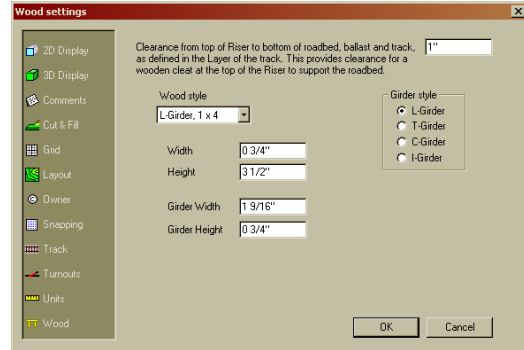 Wood settings
2D Display
3D Display
Comments
Cut & Fill
Grid
Layout
Owner
Snapping
Track
Turnouts
Units
Wood
Clearance from top of Riser to bottom of roadbed, ballast and track,
as defined in the Layer of the track. This provides clearance for a
wooden cleat at the top of the Riser to support the roadbed.
1"
Wood style
L-Girder, 1 x 4
Width
0 3/4"
Height
3 1/2"
Girder Width
1 9/16"
Girder Height
0 3/4"
Girder style
L-Girder
T-Girder
C-Girder
I-Girder
OK
Cancel